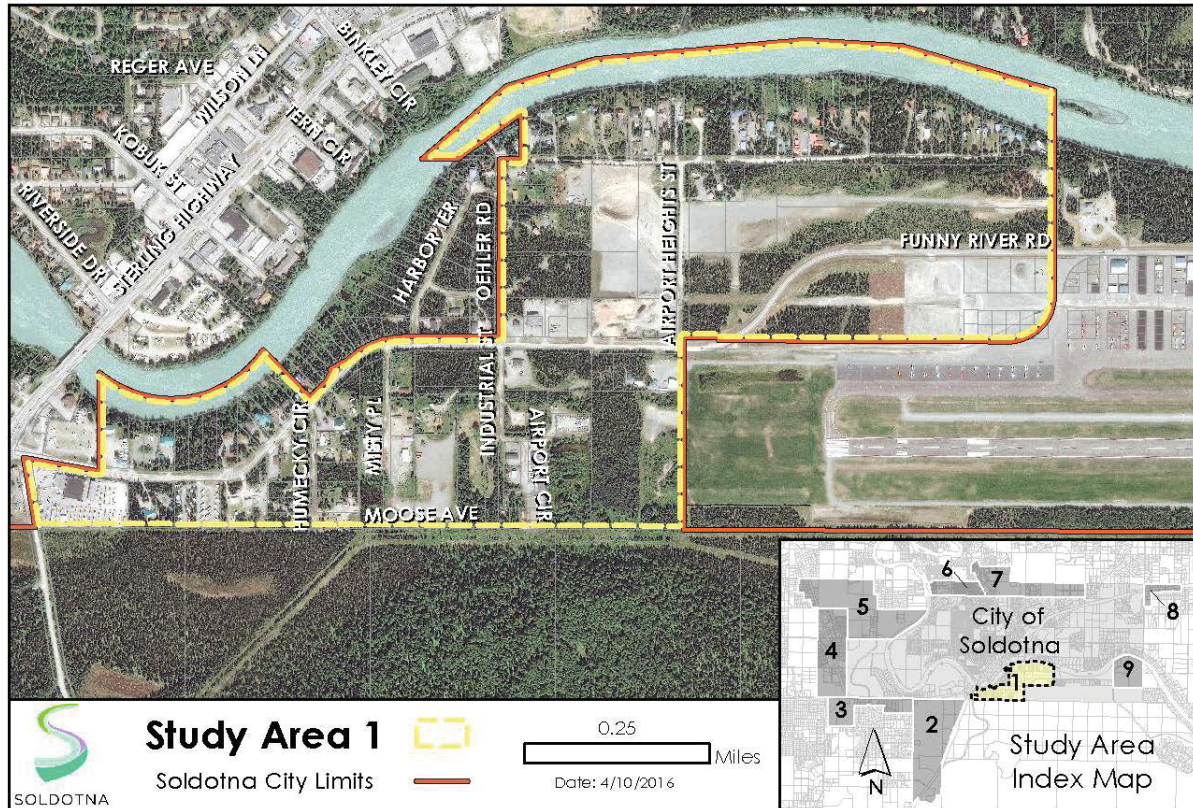 REGER AVE
WILSON LN
BINKLEY CIR
KOBUK ST
TERN CIR
RIVERSIDE DR
STERLING HIGHWAY
HARBORTER
OEHLER RD
AIRPORT HEIGHTS ST
FUNNY RIVER RD
HUMECKY CIR
MISTY PL
INDUSTRIAL ST
AIRPORT CIR
MOOSE AVE
SOLDOTNA
Study Area 1
Soldotna City Limits
0.25
Miles
Date: 4/10/2016
6
7
5
8
City of
Soldotna
4
1
9
3
2
N
Study Area
Index Map